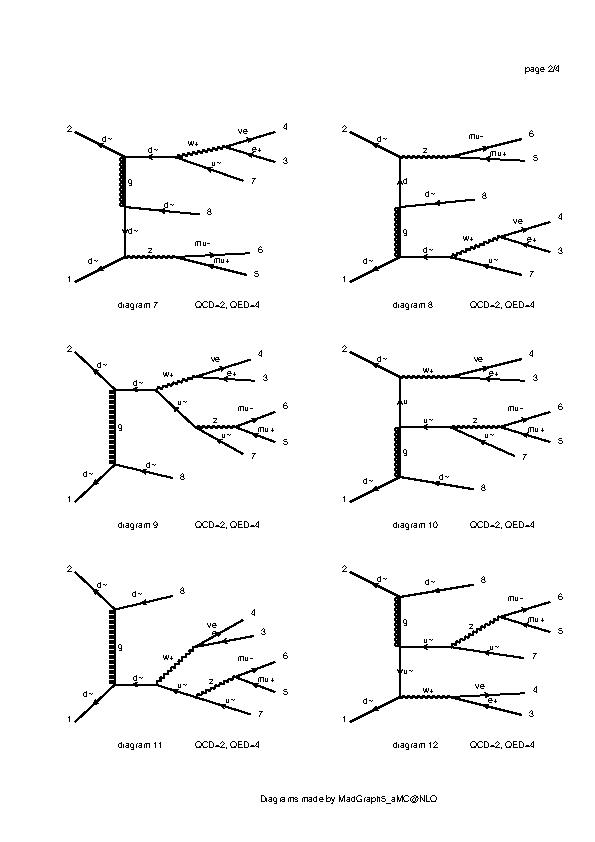 page 2/4
2
d~
d~
w+
ve
4
e+
3
u~
7
g
d~
8
d~
1
d~
z
mu-
6
mu+
5
diagram 7 QCD=2, QED=4
2
d~
z
mu-
6
mu+
5
d
d~
8
g
w+
ve
4
e+
3
1
d~
d~
u~
7
diagram 8 QCD=2, QED=4
2
d~
d~
w+
ve
4
e+
3
u~
z
mu-
6
mu+
5
u~
7
g
1
d~
d~
8
diagram 9 QCD=2, QED=4
2
d~
w+
ve
4
e+
3
u
u~
z
mu-
6
mu+
5
u~
7
g
1
d~
d~
8
diagram 10 QCD=2, QED=4
2
d~
d~
8
g
w+
ve
4
e+
3
1
d~
d~
u~
z
mu-
6
mu+
5
u~
7
diagram 11 QCD=2, QED=4
2
d~
d~
8
g
u~
z
mu-
6
mu+
5
u~
7
u~
1
d~
w+
ve
4
e+
3
diagram 12 QCD=2, QED=4
Diagrams made by MadGraph5_aMC@NLO